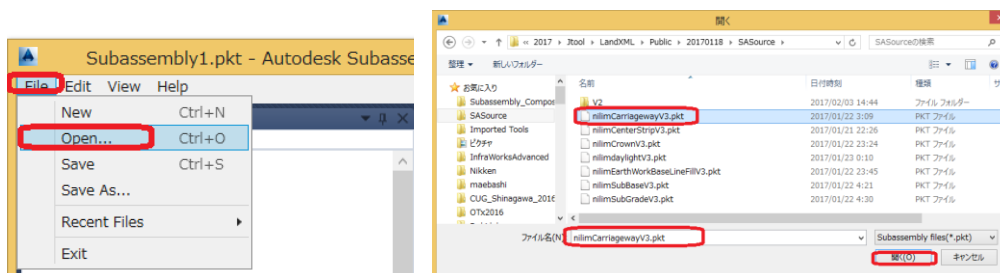 Subassembly1.pkt - Autodesk Subasse
File Edit View Help
New Ctrl+N
Open... Ctrl+O
Save Ctrl+S
Save As...
Recent Files
Exit
開く
« 2017 › Jtool › LandXML › Public › 20170118 › SASource ›
SASourceの検索
整理 新しいフォルダー
お気に入り
Subassembly_Compos
SASource
Imported Tools
ピクチャ
InfraWorksAdvanced
Nikken
maebashi
CUG_Shinagawa_2016
OTx2016
名前 日付時刻 種類 サ
V2 2017/02/03 14:44 ファイル フォルダー
nilimCarriagewayV3.pkt 2017/01/22 3:09 PKT ファイル
nilimCenterStripV3.pkt 2017/01/21 22:26 PKT ファイル
nilimCrownV3.pkt 2017/01/22 23:24 PKT ファイル
nilimdaylightV3.pkt 2017/01/23 0:10 PKT ファイル
nilimEarthWorkBaseLineFillV3.pkt 2017/01/22 23:45 PKT ファイル
nilimSubBaseV3.pkt 2017/01/22 4:21 PKT ファイル
nilimSubGradeV3.pkt 2017/01/22 4:30 PKT ファイル
ファイル名(N) nilimCarriagewayV3.pkt Subassembly files(*.pkt)
開く(O) キャンセル